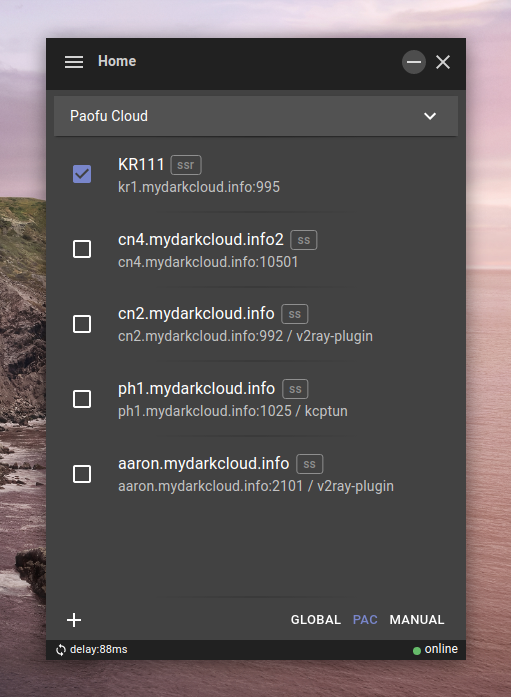 Home
Paofu Cloud
KR111 ssr
kr1.mydarkcloud.info:995
cn4.mydarkcloud.info2 ss
cn4.mydarkcloud.info:10501
cn2.mydarkcloud.info ss
cn2.mydarkcloud.info:992 / v2ray-plugin
ph1.mydarkcloud.info ss
ph1.mydarkcloud.info:1025 / kcptun
aaron.mydarkcloud.info ss
aaron.mydarkcloud.info:2101 / v2ray-plugin
GLOBAL PAC MANUAL
delay:88ms online